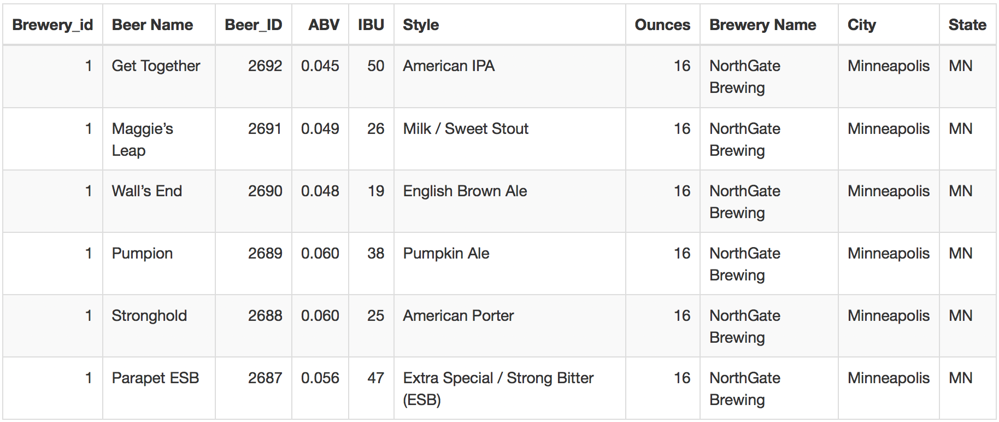 Brewery_id Beer Name Beer_ID ABV IBU Style Ounces Brewery Name City State
1 Get Together 2692 0.045 50 American IPA 16 NorthGate Brewing Minneapolis MN
1 Maggie’s Leap 2691 0.049 26 Milk / Sweet Stout 16 NorthGate Brewing Minneapolis MN
1 Wall’s End 2690 0.048 19 English Brown Ale 16 NorthGate Brewing Minneapolis MN
1 Pumpion 2689 0.060 38 Pumpkin Ale 16 NorthGate Brewing Minneapolis MN
1 Stronghold 2688 0.060 25 American Porter 16 NorthGate Brewing Minneapolis MN
1 Parapet ESB 2687 0.056 47 Extra Special / Strong Bitter (ESB) 16 NorthGate Brewing Minneapolis MN